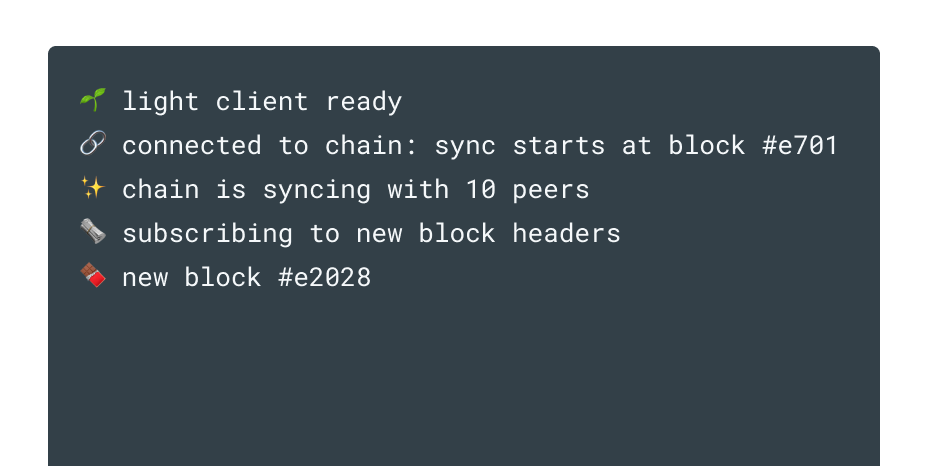 🌱 light client ready
🔗 connected to chain: sync starts at block #e701
✨ chain is syncing with 10 peers
🗞️ subscribing to new block headers
🍫 new block #e2028